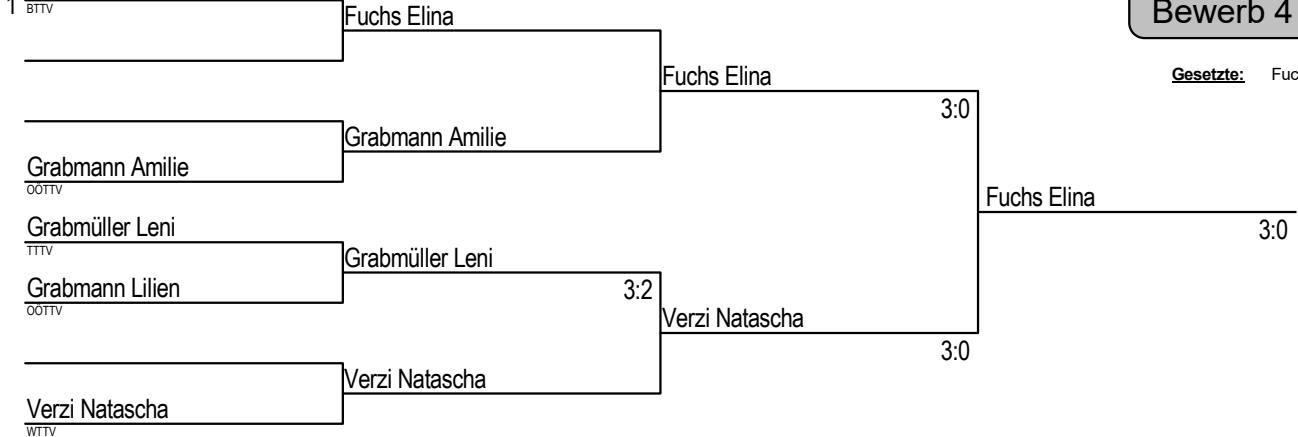 1 BTTV
Fuchs Elina
Bewerb 4
Fuchs Elina
Gesetzte: Fuc
3:0
Grabmann Amilie
Grabmann Amilie
OÖTTV
Fuchs Elina
Grabmüller Leni
3:0
TTTV
Grabmüller Leni
Grabmann Lilien
3:2
OÖTTV
Verzi Natascha
3:0
Verzi Natascha
Verzi Natascha
WTTV